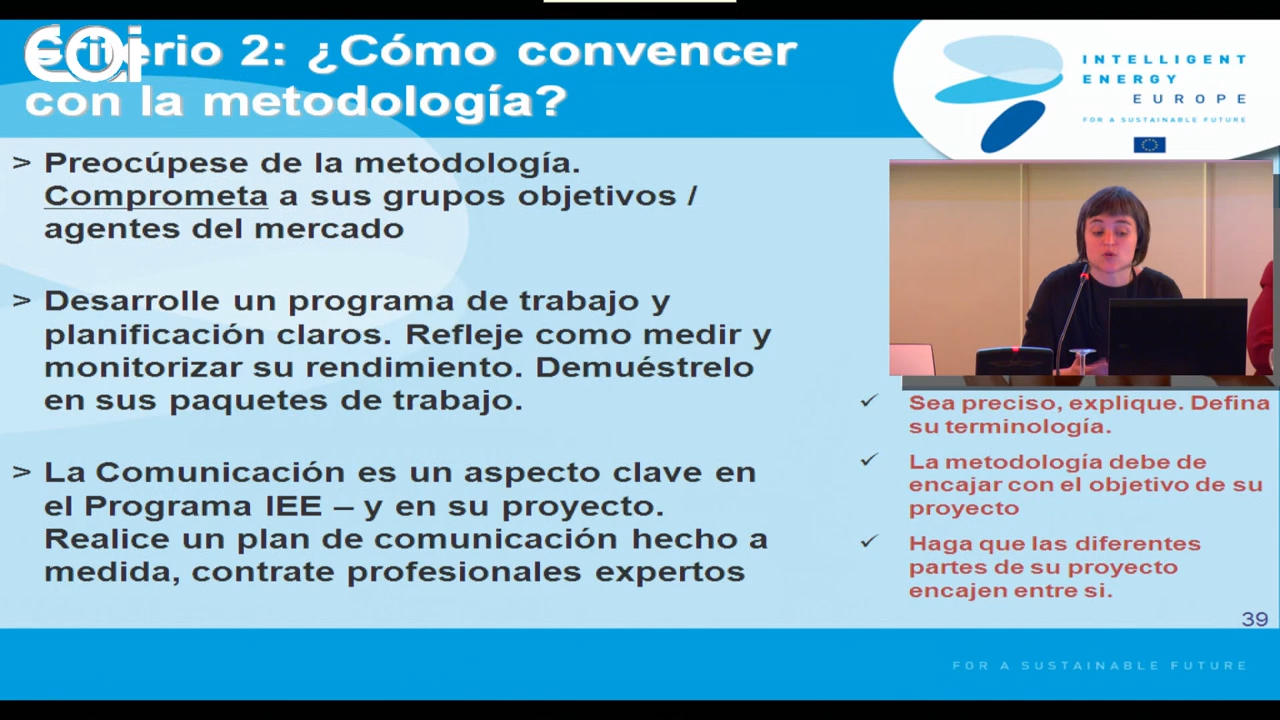 eoi
Criterio 2: ¿Cómo convencer
con la metodología?
INTELLIGENT
ENERGY
EUROPE
FOR A SUSTAINABLE FUTURE
> Preocúpese de la metodología.
Comprometa a sus grupos objetivos /
agentes del mercado
> Desarrolle un programa de trabajo y
planificación claros. Refleje como medir y
monitorizar su rendimiento. Demuéstrelo
en sus paquetes de trabajo.
> La Comunicación es un aspecto clave en
el Programa IEE – y en su proyecto.
Realice un plan de comunicación hecho a
medida, contrate profesionales expertos
✓ Sea preciso, explique. Defina
su terminología.
✓ La metodología debe de
encajar con el objetivo de su
proyecto
✓ Haga que las diferentes
partes de su proyecto
encajen entre si.
39
FOR A SUSTAINABLE FUTURE